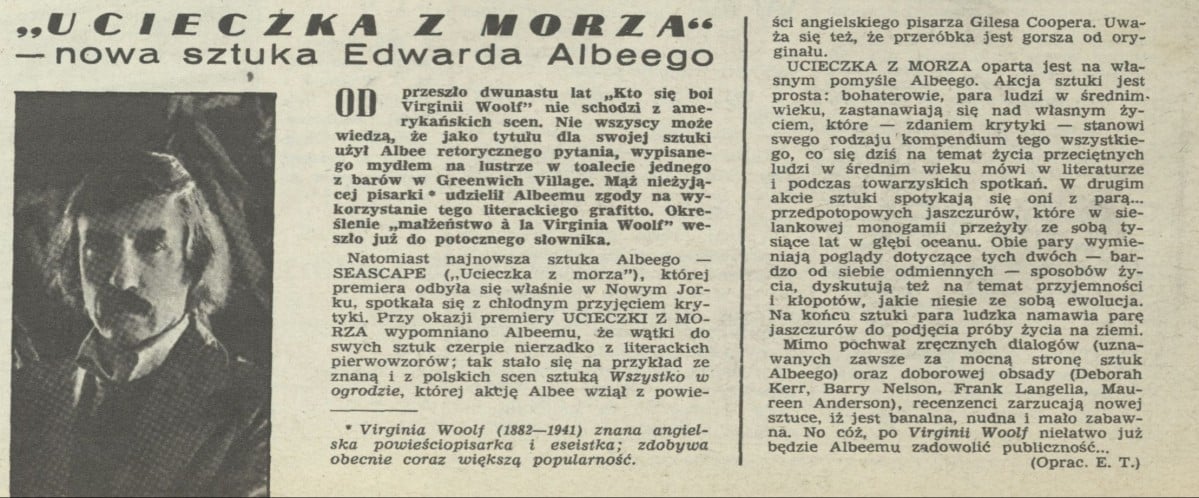 „UCIECZKA Z MORZA“
— nowa sztuka Edwarda Albeego
OD przeszło dwunastu lat „Kto się boi
Virginii Woolf” nie schodzi z ame-
rykańskich scen. Nie wszyscy może
wiedzą, że jako tytułu dla swojej sztuki
użył Albee retorycznego pytania, wypisane-
go mydłem na lustrze w toalecie jednego
z barów w Greenwich Village. Mąż nieżyją-
cej pisarki * udzielił Albeemu zgody na wy-
korzystanie tego literackiego grafitto. Okre-
ślenie „małżeństwo à la Virginia Woolf” we-
szło już do potocznego słownika.
Natomiast najnowsza sztuka Albeego —
SEASCAPE („Ucieczka z morza”), której
premiera odbyła się właśnie w Nowym Jor-
ku, spotkała się z chłodnym przyjęciem kry-
tyki. Przy okazji premiery UCIECZKI Z MO-
RZA wypomniano Albeemu, że wątki do
swych sztuk czerpie nierzadko z literackich
pierwowzorów; tak stało się na przykład ze
znaną i z polskich scen sztuką Wszystko w
ogrodzie, której akcję Albee wziął z powie-
* Virginia Woolf (1882—1941) znana angiel-
ska powieściopisarka i eseistka; zdobywa
obecnie coraz większą popularność.
ści angielskiego pisarza Gilesa Coopera. Uwa-
ża się też, że przeróbka jest gorsza od ory-
ginału.
UCIECZKA Z MORZA oparta jest na wła-
snym pomyśle Albeego. Akcja sztuki jest
prosta: bohaterowie, para ludzi w średnim
wieku, zastanawiają się nad własnym ży-
ciem, które — zdaniem krytyki — stanowi
swego rodzaju kompendium tego wszystkie-
go, co się dziś na temat życia przeciętnych
ludzi w średnim wieku mówi w literaturze
i podczas towarzyskich spotkań. W drugim
akcie sztuki spotykają się oni z parą...
przedpotopowych jaszczurów, które w sie-
lankowej monogamii przeżyły ze sobą ty-
siące lat w głębi oceanu. Obie pary wymie-
niają poglądy dotyczące tych dwóch — bar-
dzo od siebie odmiennych — sposobów ży-
cia, dyskutują też na temat przyjemności
i kłopotów, jakie niesie ze sobą ewolucja.
Na końcu sztuki para ludzka namawia parę
jaszczurów do podjęcia próby życia na ziemi.
Mimo pochwał zręcznych dialogów (uzna-
wanych zawsze za mocną stronę sztuk
Albeego) oraz doborowej obsady (Deborah
Kerr, Barry Nelson, Frank Langella, Mau-
reen Anderson), recenzenci zarzucają nowej
sztuce, iż jest banalna, nudna i mało zabaw-
na. No cóż, po Virginii Woolf niełatwo już
będzie Albeemu zadowolić publiczność...
(Oprac. E. T.)